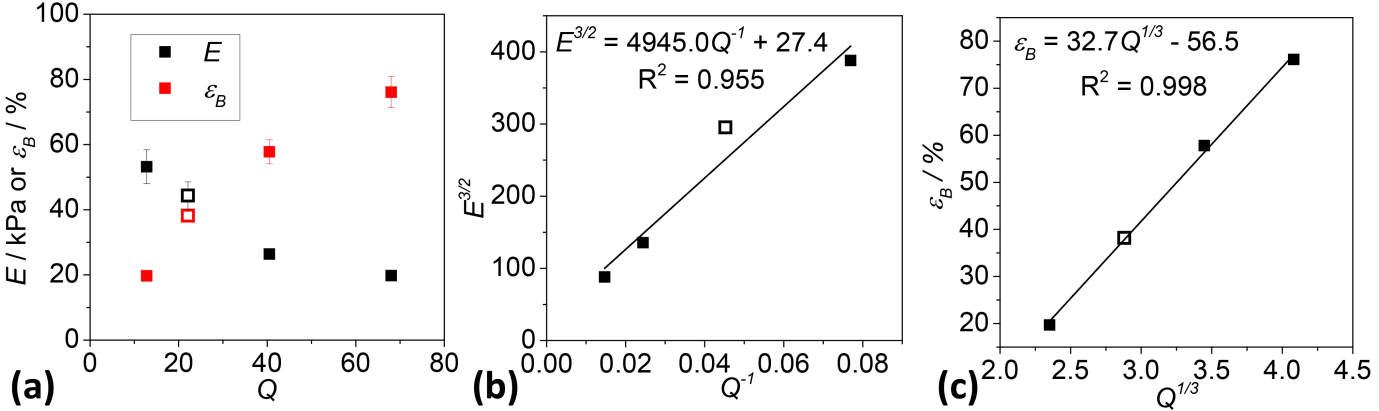 100
80
60
40
20
0
E / kPa or ε_B / %
E
ε_B
0
20
40
60
80
Q
(a)
400
300
200
100
0
E^{3/2}
E^{3/2} = 4945.0Q^{-1} + 27.4
R^2 = 0.955
0.00
0.02
0.04
0.06
0.08
Q^{-1}
(b)
80
70
60
50
40
30
20
ε_B / %
ε_B = 32.7Q^{1/3} - 56.5
R^2 = 0.998
2.0
2.5
3.0
3.5
4.0
4.5
Q^{1/3}
(c)